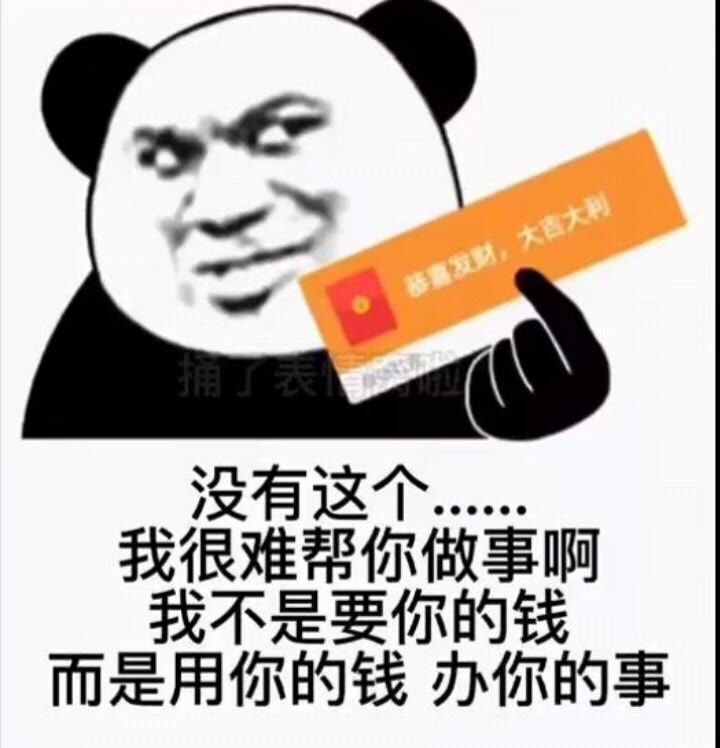 恭喜发财，大吉大利
没有这个......
我很难帮你做事啊
我不是要你的钱
而是用你的钱 办你的事